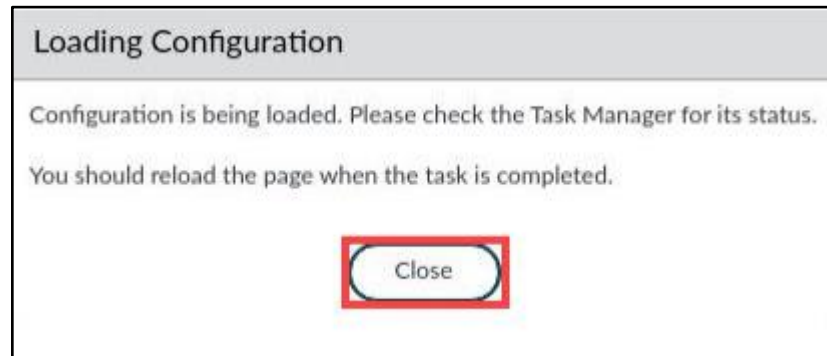 Loading Configuration
Configuration is being loaded. Please check the Task Manager for its status.
You should reload the page when the task is completed.
Close